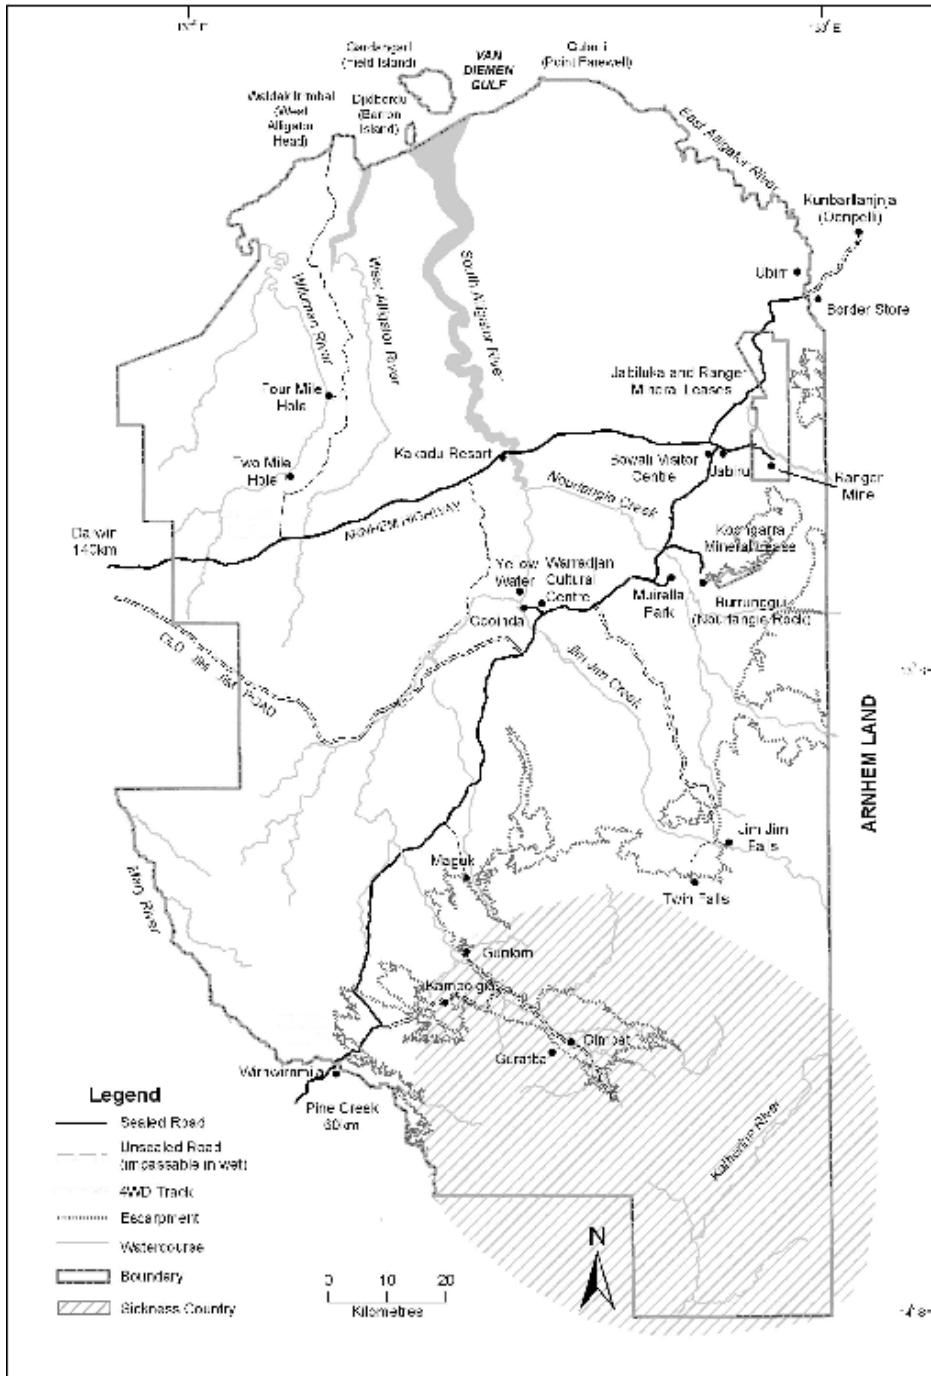 Gardangarl
(Field Island)
VAN
DIEMEN
GULF
(Point Farewell)
(West
Alligator
Head)
Djidbordu
(Barron
Island)
East Alligator River
Kunbarllanjnja
(Oenpelli)
Ubirr
Border Store
Wildman River
West Alligator River
South Alligator River
Jabiluka and Ranger
Mineral Leases
Four Mile
Hole
Two Mile
Hole
Kakadu Resort
Bowali Visitor
Centre
Jabiru
Ranger
Mine
Nourlangie Creek
ARNHEM HIGHWAY
Darwin
140km
Koongarra
Mineral Lease
Yellow
Water
Warradjan
Cultural
Centre
Cooinda
Muirella
Park
Burrunggui
(Nourlangie Rock)
OLD JIM JIM ROAD
Jim Jim Creek
ARNHEM LAND
Mary River
Maguk
Jim Jim
Falls
Twin Falls
Gunlom
Kambolgie
Gimbat
Guratba
Katherine River
Pine Creek
60km
Legend
Sealed Road
Unsealed Road
(impassable in wet)
4WD Track
Escarpment
Watercourse
Boundary
Sickness Country
N
0 10 20
Kilometres